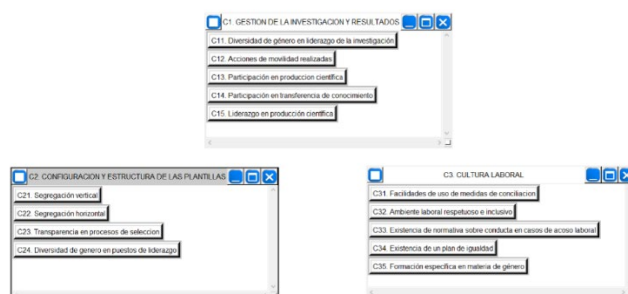 C1. GESTION DE LA INVESTIGACION Y RESULTADOS
C11. Diversidad de género en liderazgo de la investigación
C12. Acciones de movilidad realizadas
C13. Participación en produccion científica
C14. Participación en transferencia de conocimiento
C15. Liderazgo en producción científica
C2. CONFIGURACION Y ESTRUCTURA DE LAS PLANTILLAS
C21. Segregación vertical
C22. Segregación horizontal
C23. Transparencia en procesos de seleccion
C24. Diversidad de genero en puestos de liderazgo
C3. CULTURA LABORAL
C31. Facilidades de uso de medidas de conciliacion
C32. Ambiente laboral respetuoso e inclusivo
C33. Existencia de normativa sobre conducta en casos de acoso laboral
C34. Existencia de un plan de igualdad
C35. Formación específica en materia de género